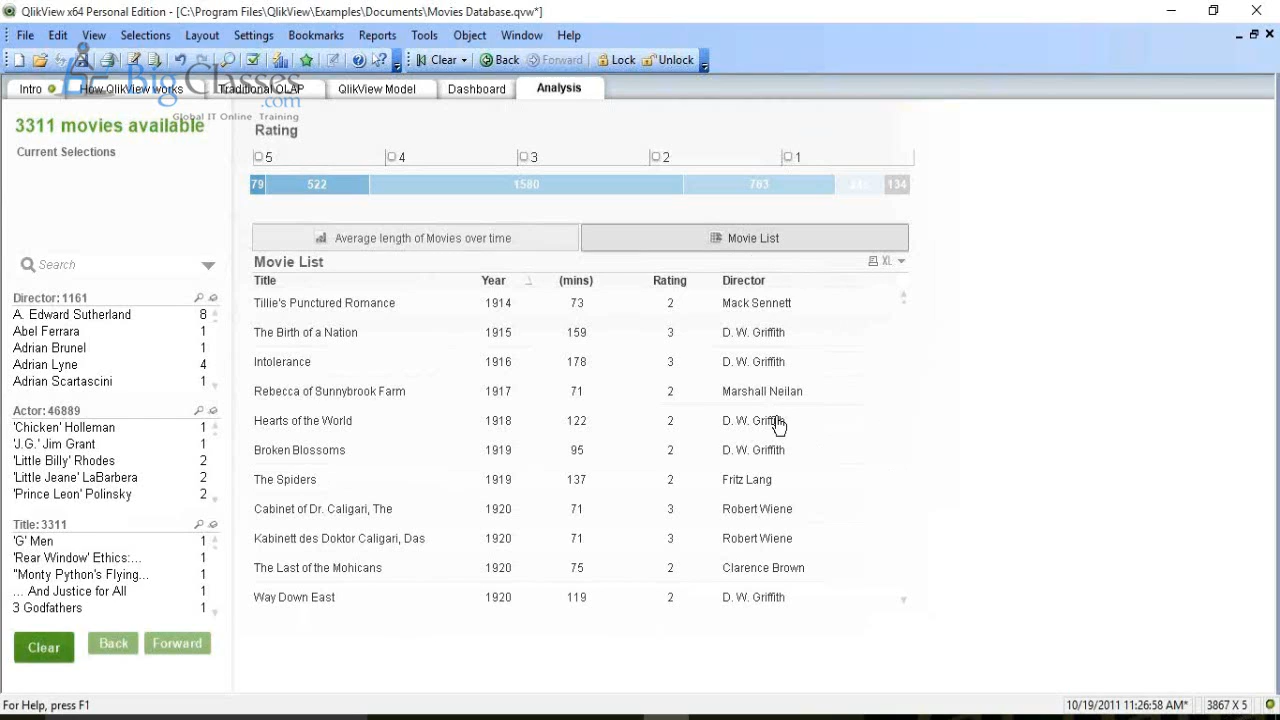 QlikView x64 Personal Edition - [C:\Program Files\QlikView\Examples\Documents\Movies Database.qvw*]
File Edit View Selections Layout Settings Bookmarks Reports Tools Object Window Help
Clear Back Forward Lock Unlock
BigClasses
.com
Global IT Online Training
Intro How QlikView works Traditional OLAP QlikView Model Dashboard Analysis
3311 movies available
Current Selections
Search
Director: 1161
A. Edward Sutherland 8
Abel Ferrara 1
Adrian Brunel 1
Adrian Lyne 4
Adrian Scartascini 1
Actor: 46889
'Chicken' Holleman 1
'J.G.' Jim Grant 1
'Little Billy' Rhodes 2
'Little Jeane' LaBarbera 2
'Prince Leon' Polinsky 2
Title: 3311
'G' Men 1
'Rear Window' Ethics:... 1
"Monty Python's Flying... 1
... And Justice for All 1
3 Godfathers 1
Clear Back Forward
Rating
5 4 3 2 1
79 522 1580 763 134
Average length of Movies over time Movie List
Movie List XL
Title Year (mins) Rating Director
Tillie's Punctured Romance 1914 73 2 Mack Sennett
The Birth of a Nation 1915 159 3 D. W. Griffith
Intolerance 1916 178 3 D. W. Griffith
Rebecca of Sunnybrook Farm 1917 71 2 Marshall Neilan
Hearts of the World 1918 122 2 D. W. Griffith
Broken Blossoms 1919 95 2 D. W. Griffith
The Spiders 1919 137 2 Fritz Lang
Cabinet of Dr. Caligari, The 1920 71 3 Robert Wiene
Kabinett des Doktor Caligari, Das 1920 71 3 Robert Wiene
The Last of the Mohicans 1920 75 2 Clarence Brown
Way Down East 1920 119 2 D. W. Griffith
For Help, press F1 10/19/2011 11:26:58 AM* 3867 X 5